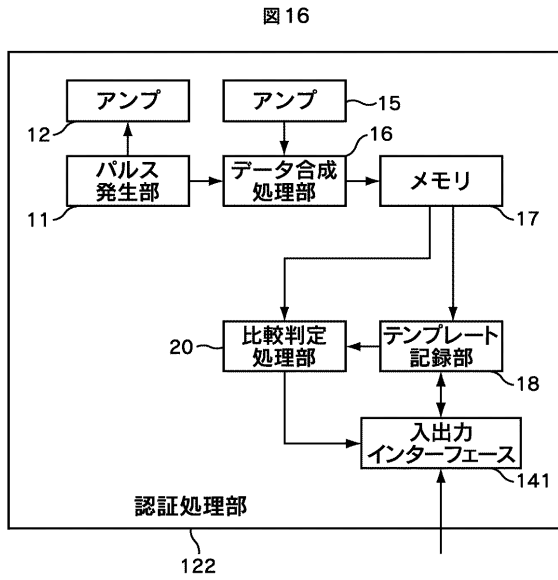 図16
アンプ
12
アンプ
15
パルス
発生部
11
データ合成
処理部
16
メモリ
17
比較判定
処理部
20
テンプレート
記録部
18
入出力
インターフェース
141
認証処理部
122